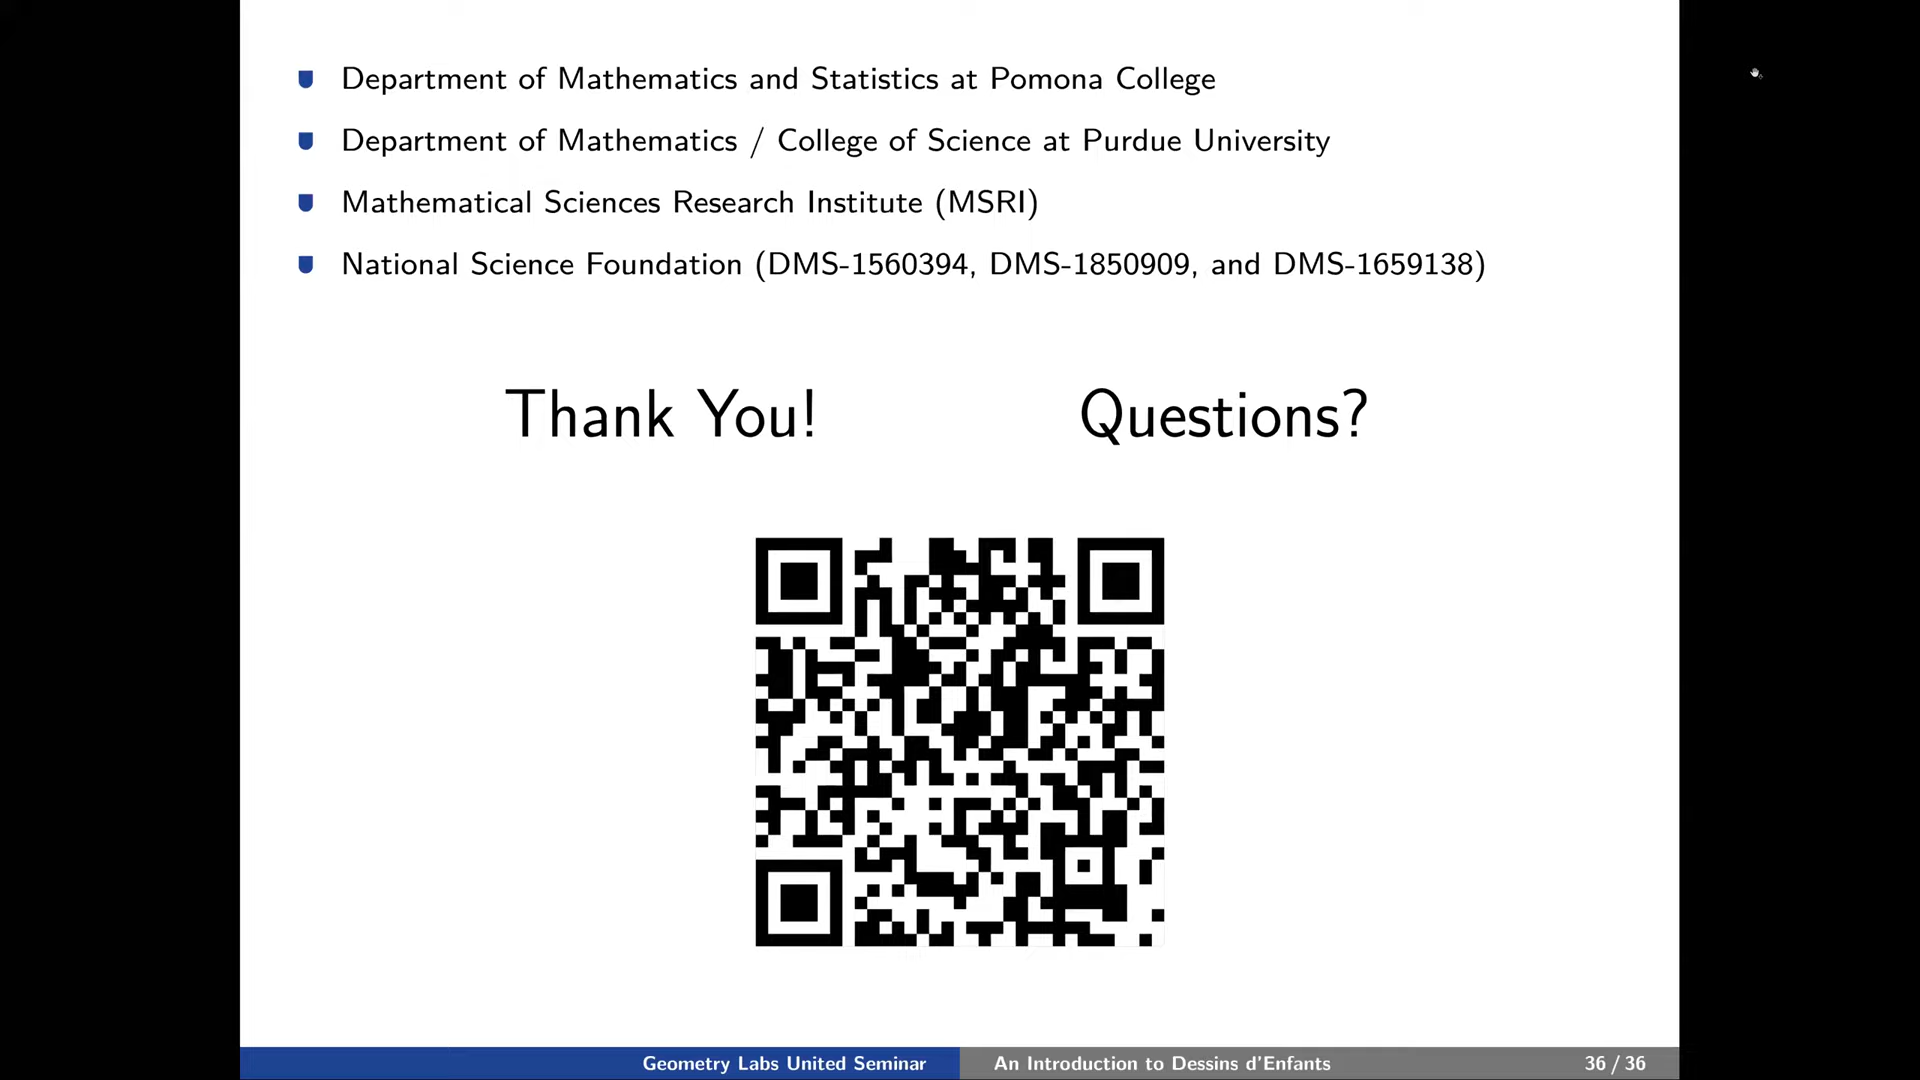 Department of Mathematics and Statistics at Pomona College
Department of Mathematics / College of Science at Purdue University
Mathematical Sciences Research Institute (MSRI)
National Science Foundation (DMS-1560394, DMS-1850909, and DMS-1659138)
Thank You! Questions?
Geometry Labs United Seminar An Introduction to Dessins d'Enfants 36 / 36